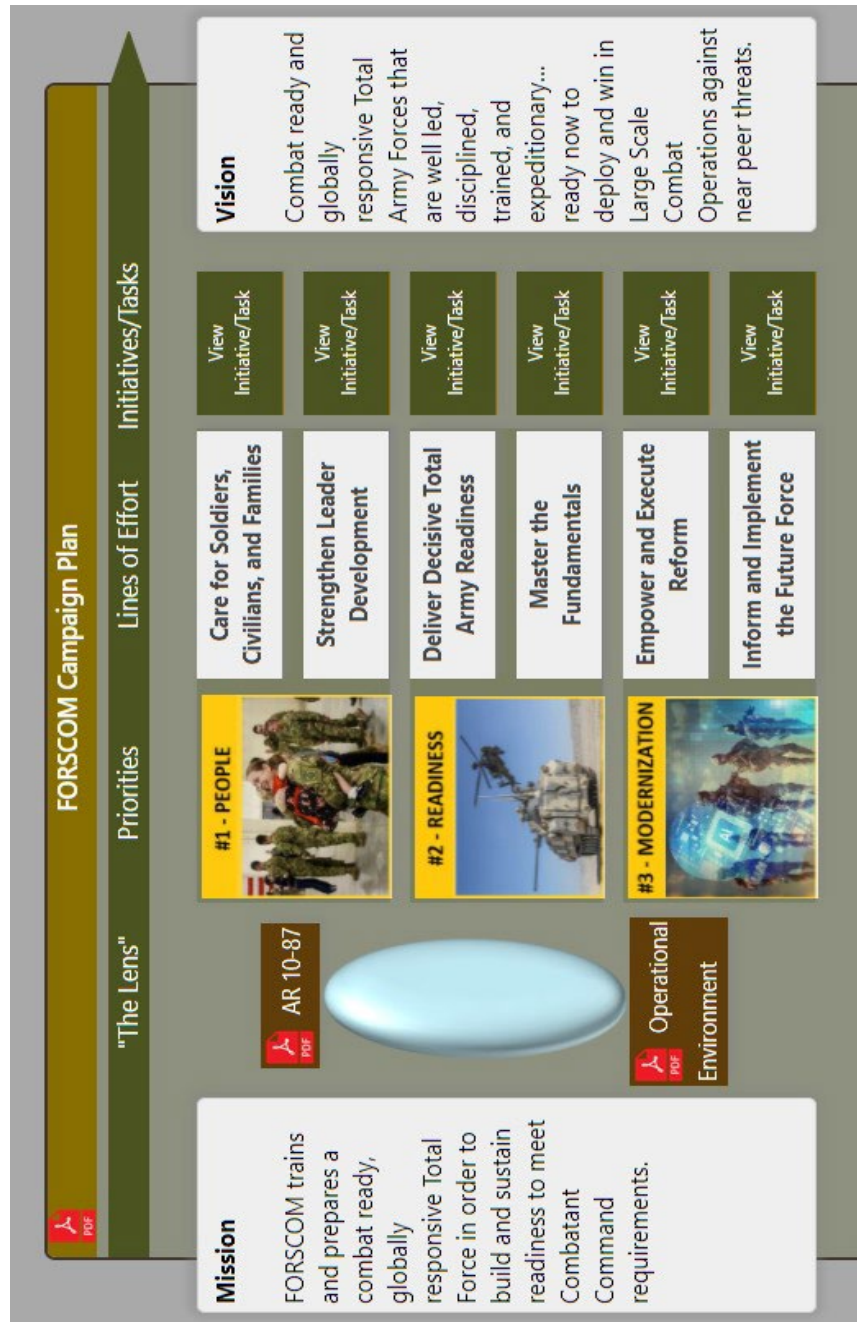 PDF
FORSCOM Campaign Plan
"The Lens"
Priorities
Lines of Effort
Initiatives/Tasks
Mission
FORSCOM trains
and prepares a
combat ready,
globally
responsive Total
Force in order to
build and sustain
readiness to meet
Combatant
Command
requirements.
PDF
AR 10-87
PDF
Operational
Environment
#1 - PEOPLE
Care for Soldiers,
Civilians, and Families
View
Initiative/Task
Strengthen Leader
Development
View
Initiative/Task
#2 - READINESS
Deliver Decisive Total
Army Readiness
View
Initiative/Task
Master the
Fundamentals
View
Initiative/Task
#3 - MODERNIZATION
AI
Empower and Execute
Reform
View
Initiative/Task
Inform and Implement
the Future Force
View
Initiative/Task
Vision
Combat ready and
globally
responsive Total
Army Forces that
are well led,
disciplined,
trained, and
expeditionary...
ready now to
deploy and win in
Large Scale
Combat
Operations against
near peer threats.